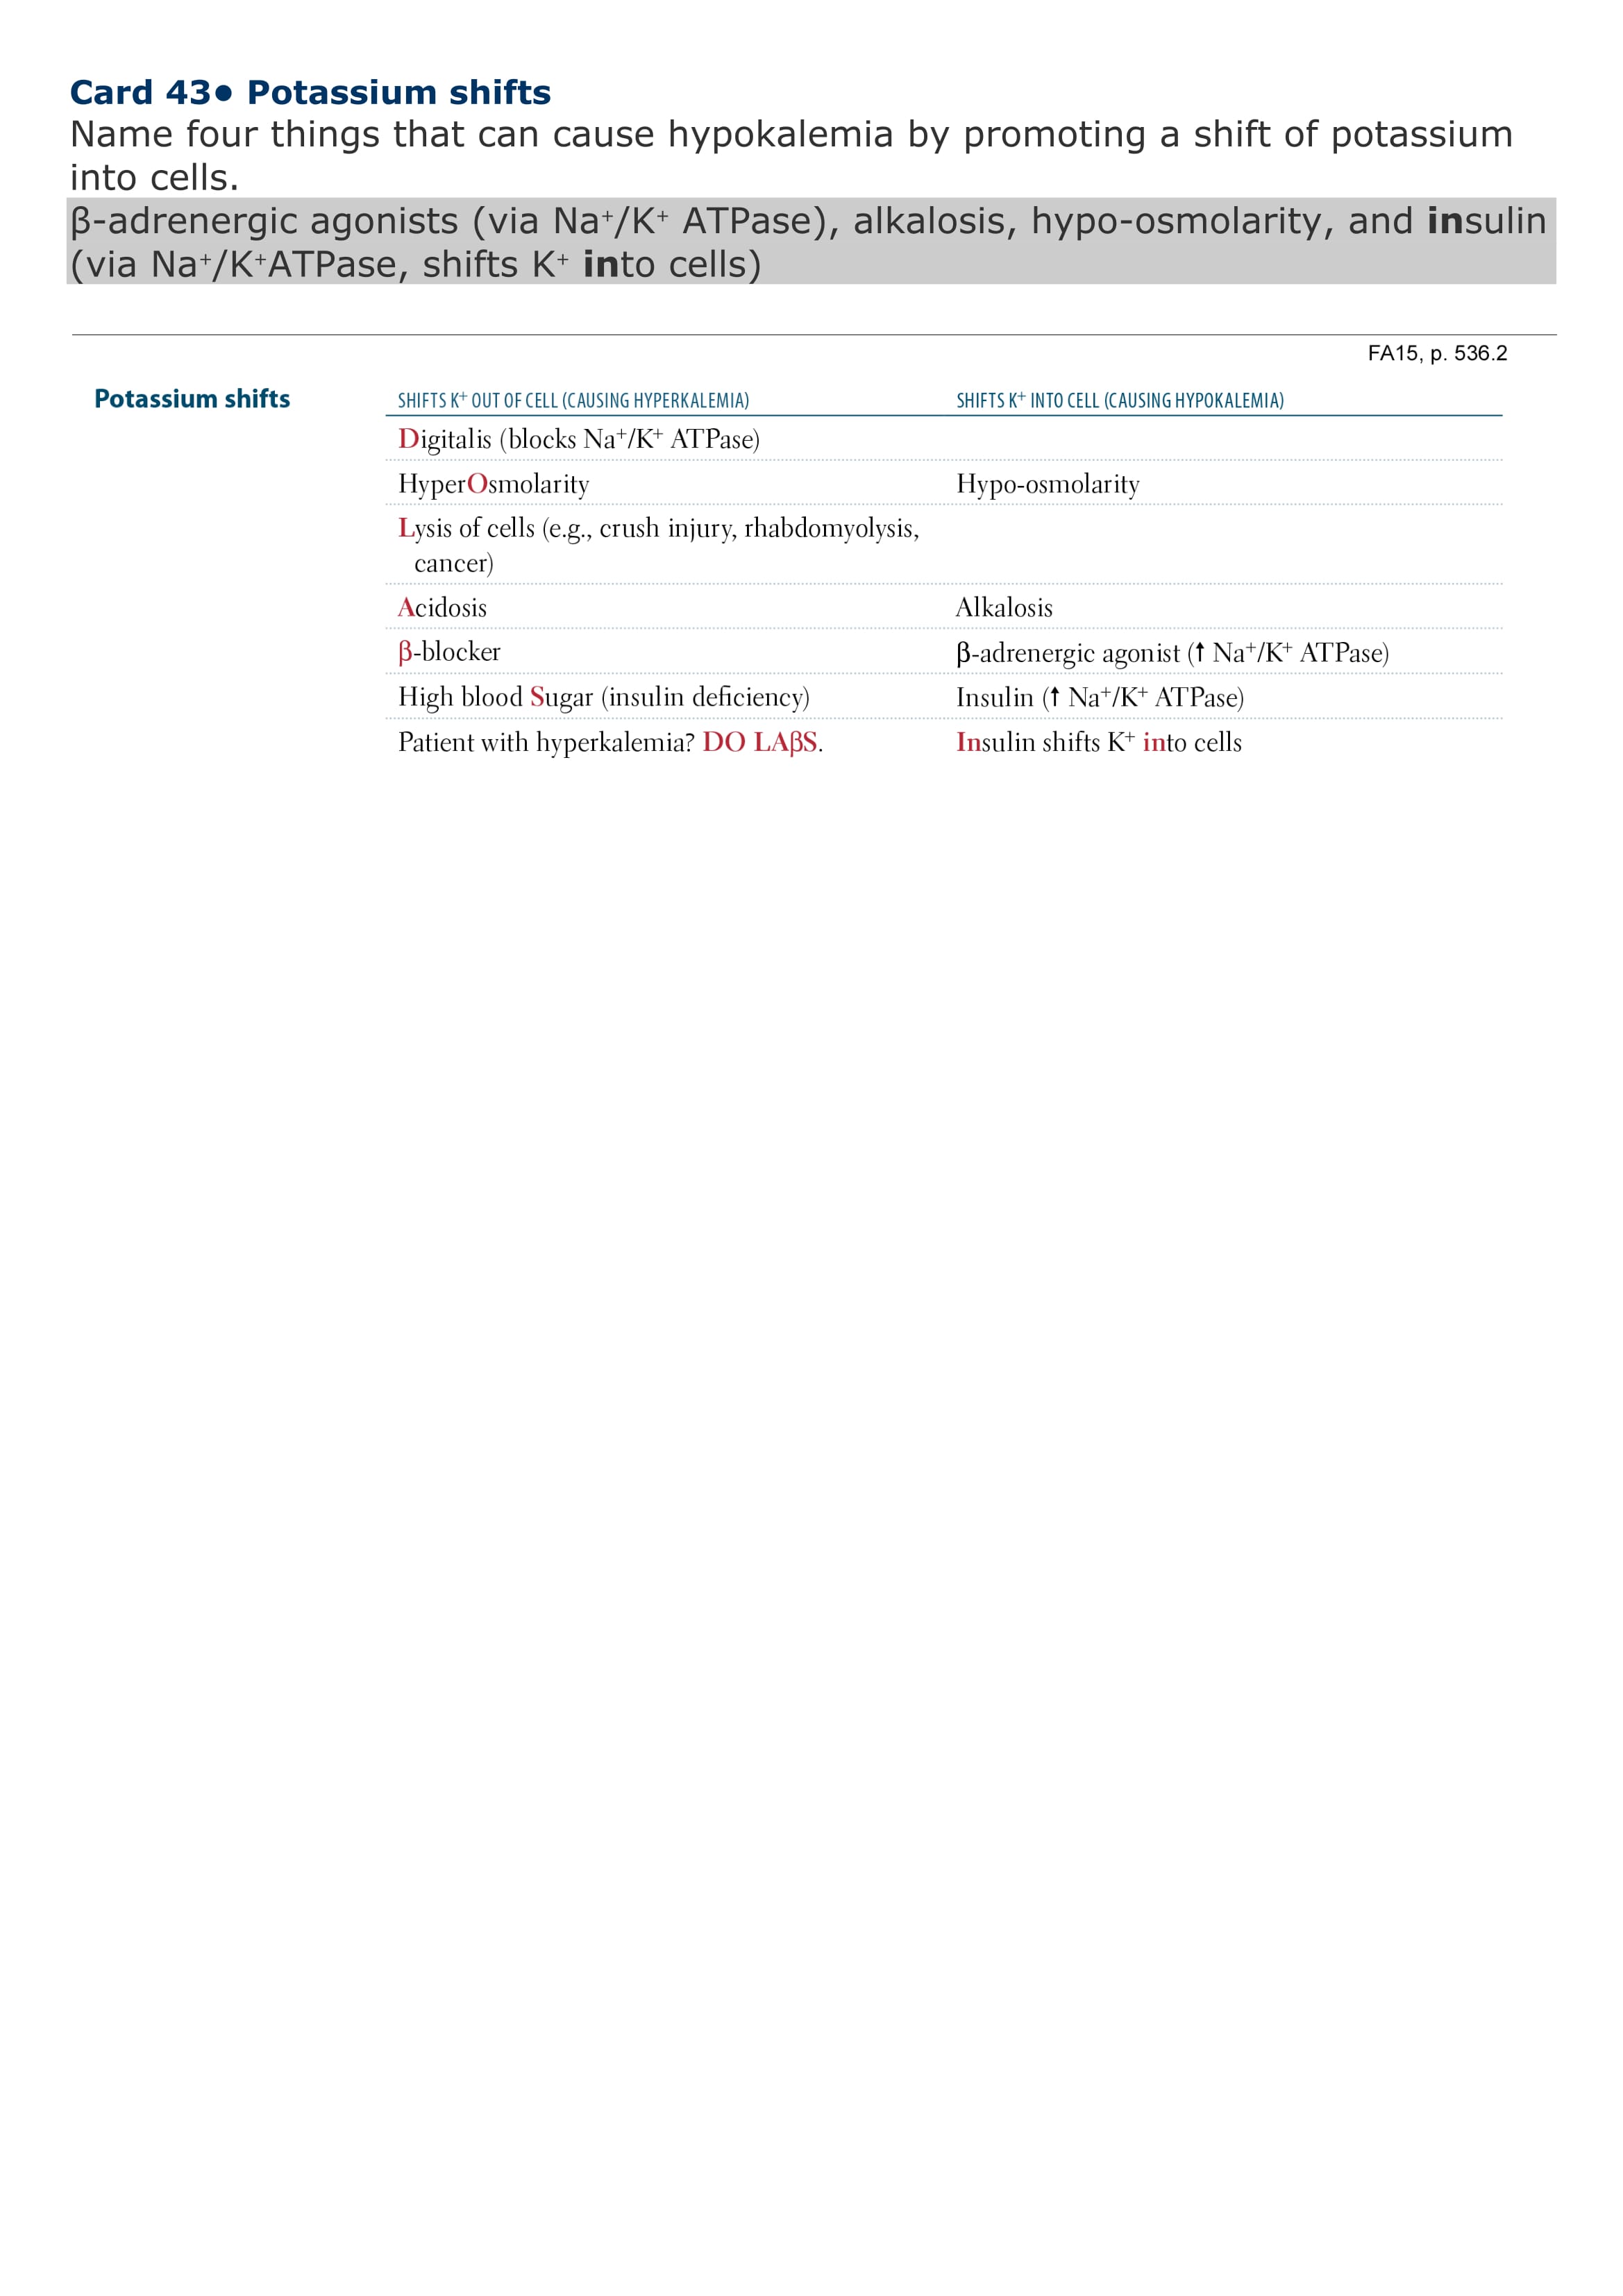 Card 43● Potassium shifts
Name four things that can cause hypokalemia by promoting a shift of potassium
into cells.
β-adrenergic agonists (via Na⁺/K⁺ ATPase), alkalosis, hypo-osmolarity, and insulin
(via Na⁺/K⁺ATPase, shifts K⁺ into cells)
FA15, p. 536.2
Potassium shifts SHIFTS K⁺ OUT OF CELL (CAUSING HYPERKALEMIA) SHIFTS K⁺ INTO CELL (CAUSING HYPOKALEMIA)
Digitalis (blocks Na⁺/K⁺ ATPase)
HyperOsmolarity Hypo-osmolarity
Lysis of cells (e.g., crush injury, rhabdomyolysis,
cancer)
Acidosis Alkalosis
β-blocker β-adrenergic agonist (↑ Na⁺/K⁺ ATPase)
High blood Sugar (insulin deficiency) Insulin (↑ Na⁺/K⁺ ATPase)
Patient with hyperkalemia? DO LAβS. Insulin shifts K⁺ into cells